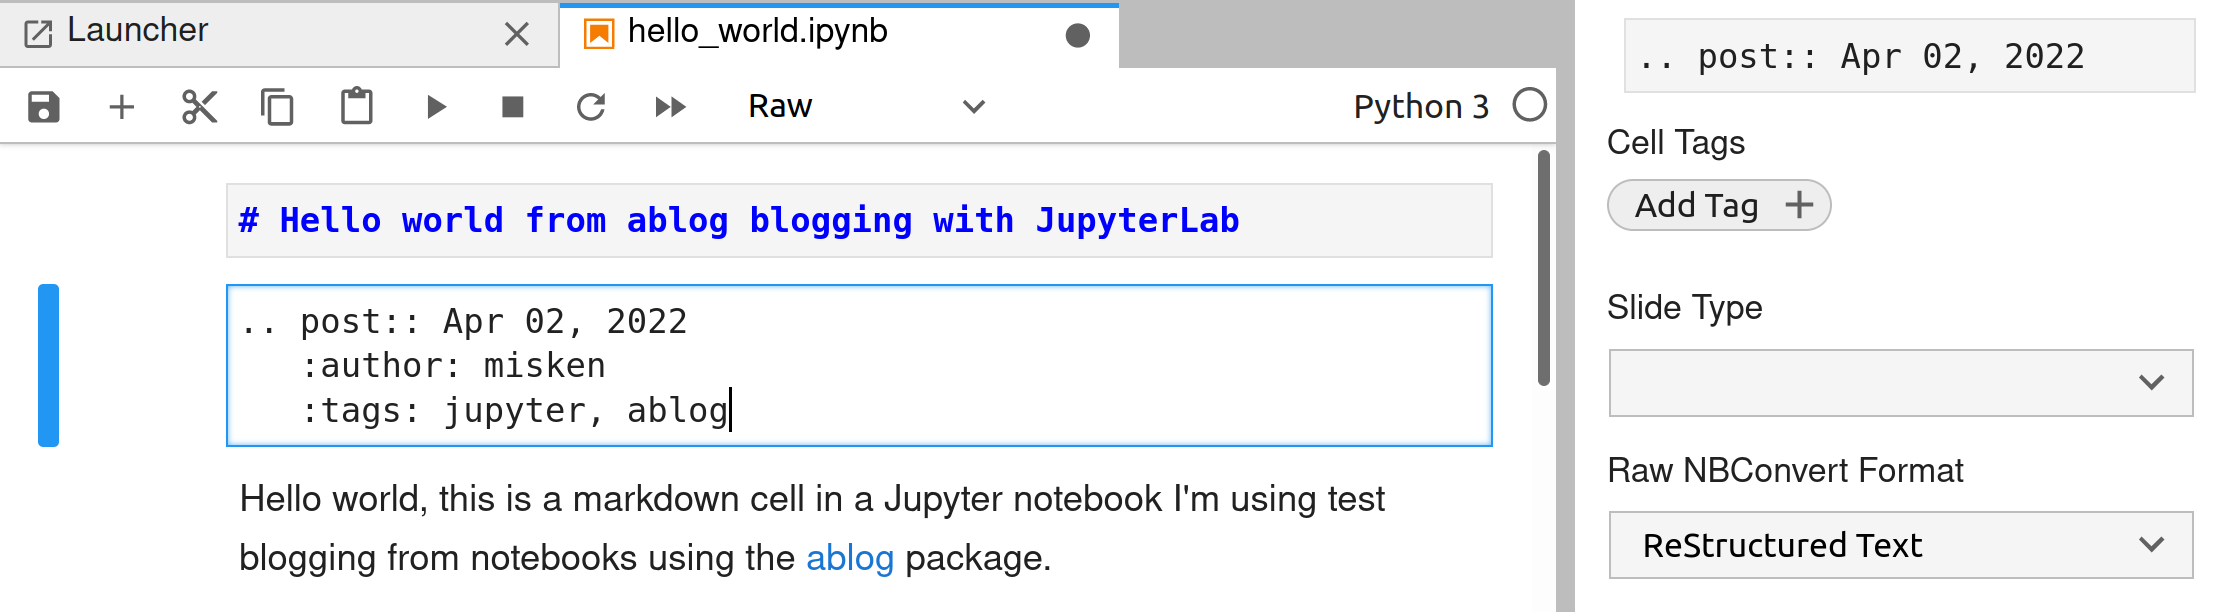 Launcher
hello_world.ipynb
Raw
Python 3
# Hello world from ablog blogging with JupyterLab
.. post:: Apr 02, 2022
:author: misken
:tags: jupyter, ablog
Hello world, this is a markdown cell in a Jupyter notebook I'm using test
blogging from notebooks using the ablog package.
.. post:: Apr 02, 2022
Cell Tags
Add Tag
Slide Type
Raw NBConvert Format
ReStructured Text